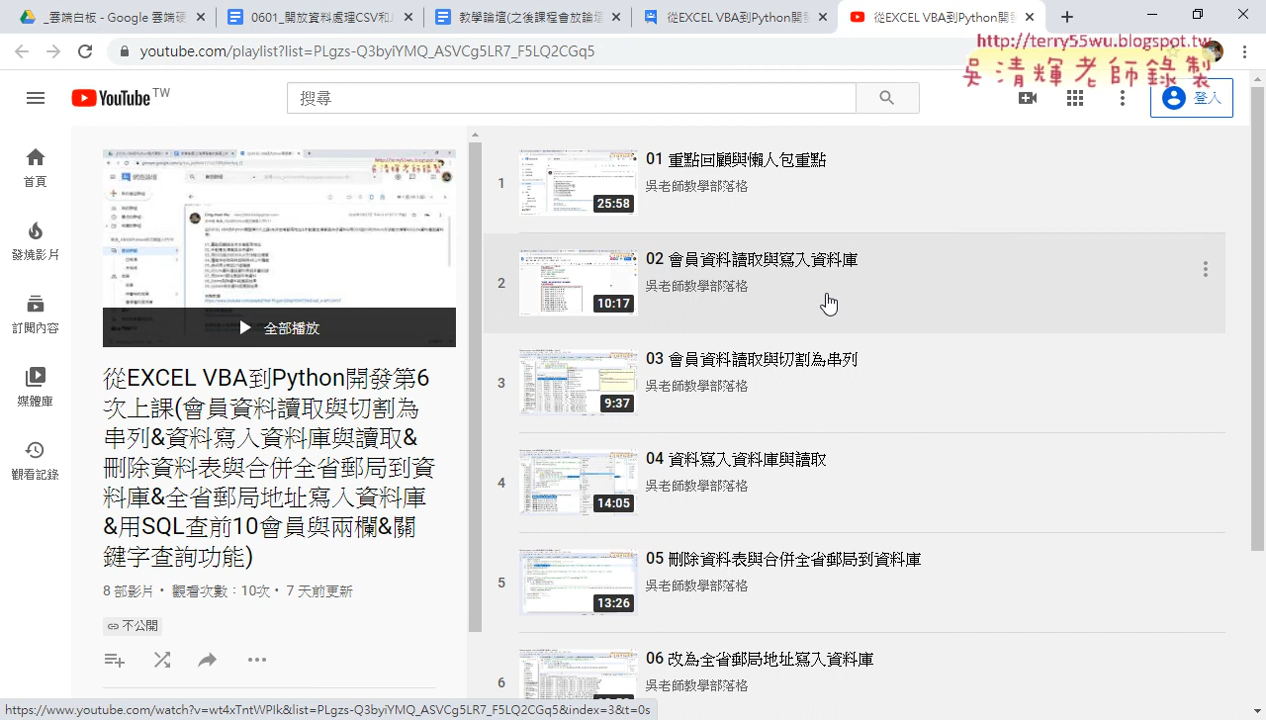 _雲端白板 - Google 雲端硬
0601_開放資料處理CSV和J
教學論壇(之後課程會放論壇
從EXCEL VBA到Python開發
從EXCEL VBA到Python開發
youtube.com/playlist?list=PLgzs-Q3byiYMQ_ASVCg5LR7_F5LQ2CGq5
http://terry55wu.blogspot.tw
吳清輝老師錄製
YouTube TW
搜尋
登入
首頁
發燒影片
訂閱內容
媒體庫
觀看記錄
全部播放
從EXCEL VBA到Python開發第6
次上課(會員資料讀取與切割為
串列&資料寫入資料庫與讀取&
刪除資料表與合併全省郵局到資
料庫&全省郵局地址寫入資料庫
&用SQL查前10會員與兩欄&關
鍵字查詢功能)
8 部影片・ 觀看次數：10次・ 7 天前更新
不公開
1
25:58
01 重點回顧與懶人包重點
吳老師教學部落格
2
10:17
02 會員資料讀取與寫入資料庫
吳老師教學部落格
3
9:37
03 會員資料讀取與切割為串列
吳老師教學部落格
4
14:05
04 資料寫入資料庫與讀取
吳老師教學部落格
5
13:26
05 刪除資料表與合併全省郵局到資料庫
吳老師教學部落格
6
06 改為全省郵局地址寫入資料庫
吳老師教學部落格
https://www.youtube.com/watch?v=wt4xTntWPIk&list=PLgzs-Q3byiYMQ_ASVCg5LR7_F5LQ2CGq5&index=3&t=0s